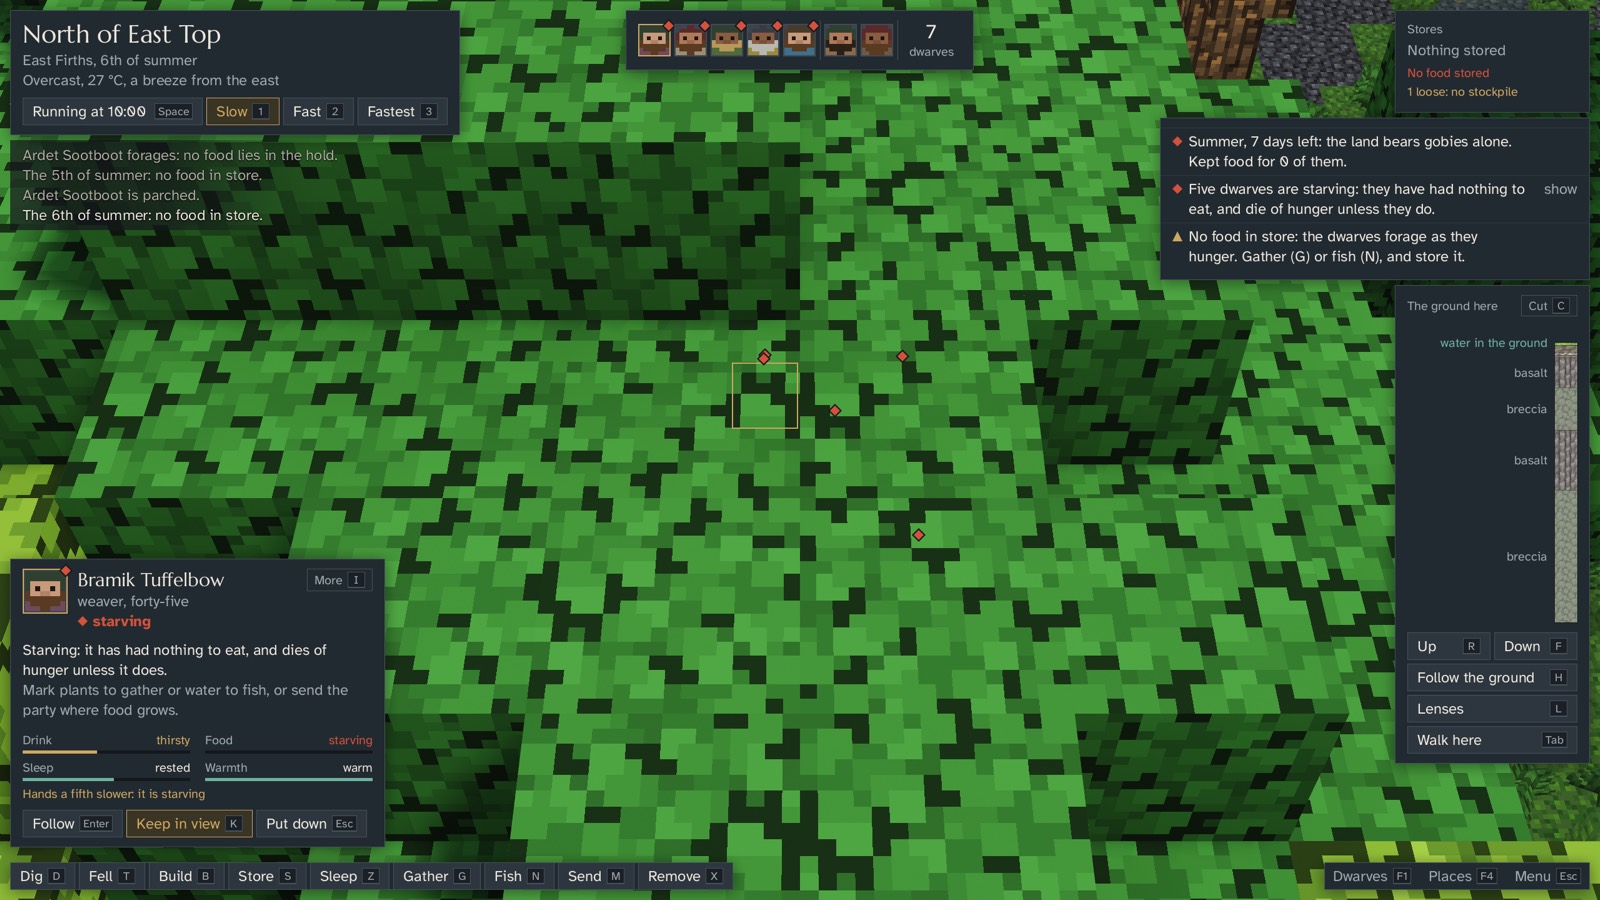 North of East Top
East Firths, 6th of summer
Overcast, 27 °C, a breeze from the east
Running at 10:00 Space
Slow 1
Fast 2
Fastest 3
Ardet Sootboot forages: no food lies in the hold.
The 5th of summer: no food in store.
Ardet Sootboot is parched.
The 6th of summer: no food in store.
7
dwarves
Stores
Nothing stored
No food stored
1 loose: no stockpile
Summer, 7 days left: the land bears gobies alone.
Kept food for 0 of them.
Five dwarves are starving: they have had nothing to show
eat, and die of hunger unless they do.
No food in store: the dwarves forage as they
hunger. Gather (G) or fish (N), and store it.
The ground here Cut C
water in the ground
basalt
breccia
basalt
breccia
Up R
Down F
Follow the ground H
Lenses L
Walk here Tab
Bramik Tuffelbow More I
weaver, forty-five
starving
Starving: it has had nothing to eat, and dies of
hunger unless it does.
Mark plants to gather or water to fish, or send the
party where food grows.
Drink thirsty Food starving
Sleep rested Warmth warm
Hands a fifth slower: it is starving
Follow Enter Keep in view K Put down Esc
Dig D Fell T Build B Store S Sleep Z Gather G Fish N Send M Remove X
Dwarves F1 Places F4 Menu Esc